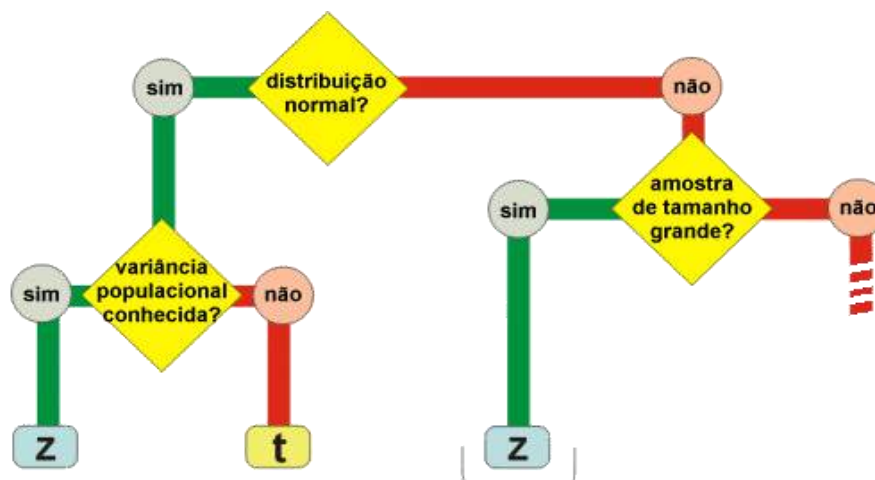 sim
distribuição
normal?
não
sim
amostra
de tamanho
grande?
não
sim
variância
populacional
conhecida?
não
z
t
z